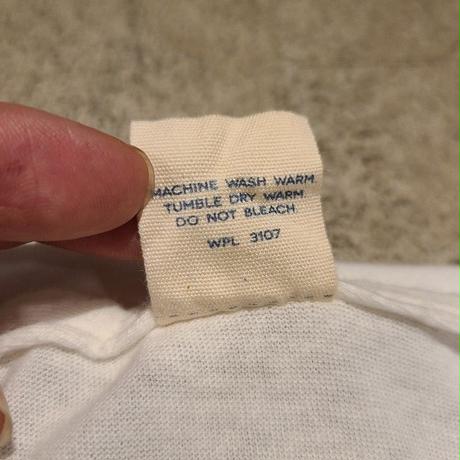 MACHINE WASH WARM
TUMBLE DRY WARM
DO NOT BLEACH
WPL 3107